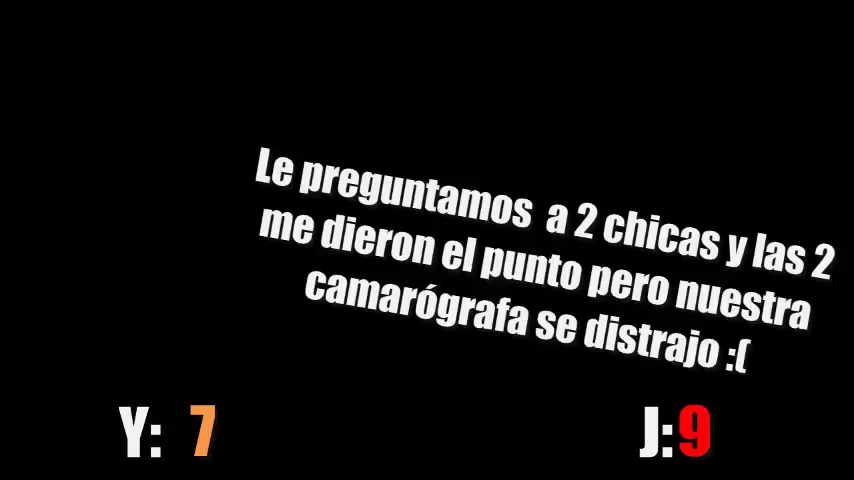 Le preguntamos a 2 chicas y las 2
me dieron el punto pero nuestra
camarógrafa se distrajo :(
Y: 7 J:9